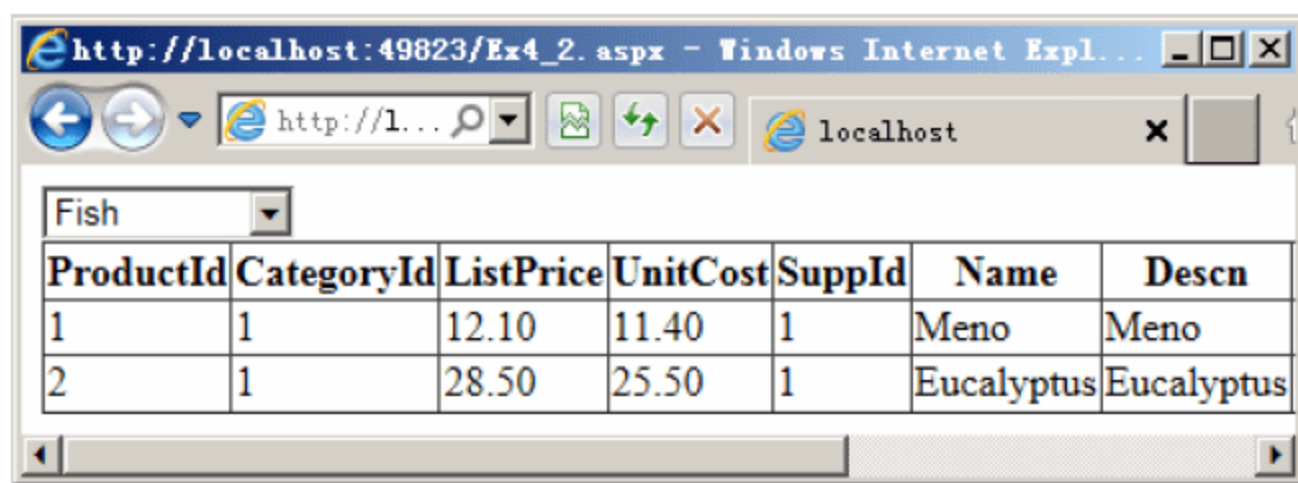 http://localhost:49823/Ex4_2.aspx - Windows Internet Expl...
http://l... localhost
Fish
ProductId CategoryId ListPrice UnitCost SuppId Name Descn
1 1 12.10 11.40 1 Meno Meno
2 1 28.50 25.50 1 Eucalyptus Eucalyptus